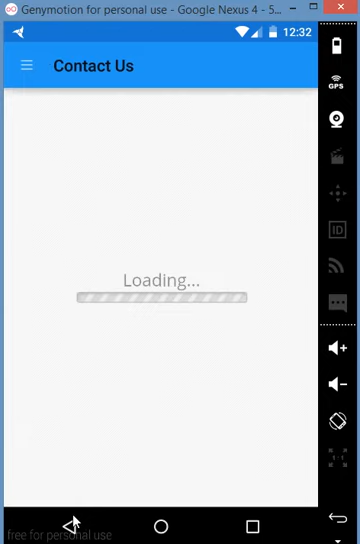 Genymotion for personal use - Google Nexus 4 - 5...
12:32
Contact Us
GPS
Loading...
ID
free for personal use